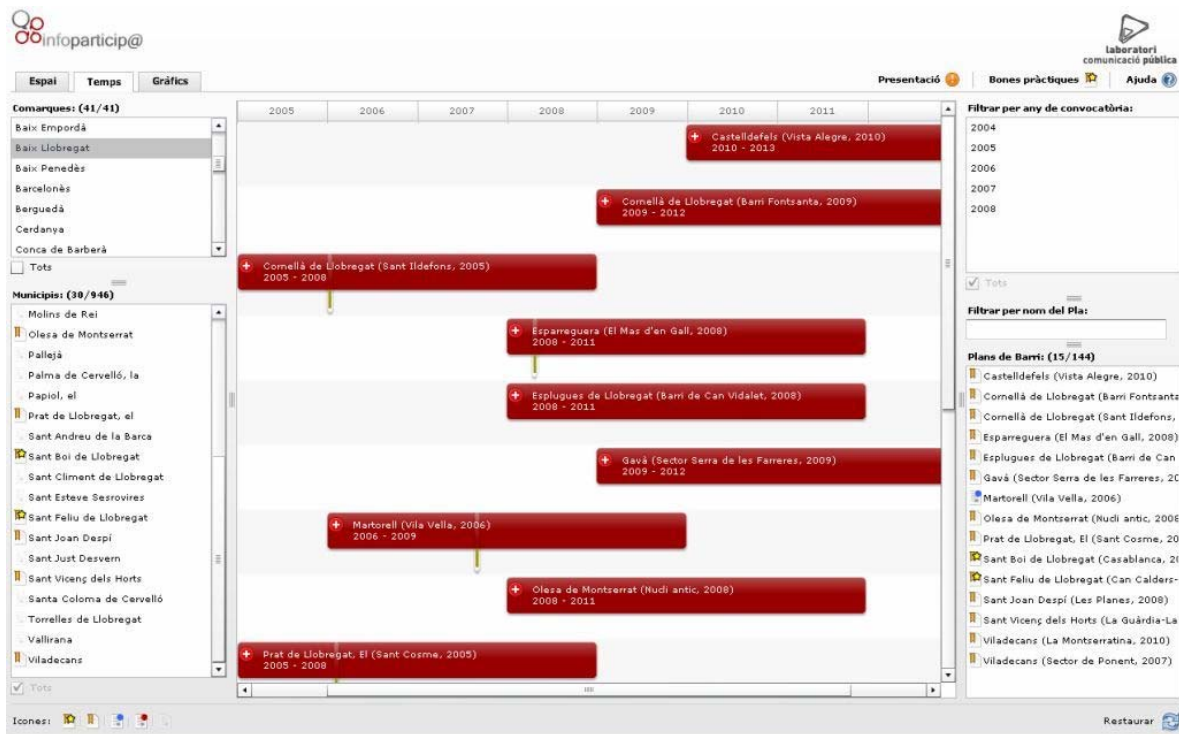 infoparticip@
laboratori
comunicació pública
Espai
Temps
Gràfics
Presentació
Bones pràctiques
Ajuda
Comarques: (41/41)
Baix Empordà
Baix Llobregat
Baix Penedès
Barcelonès
Berguedà
Cerdanya
Conca de Barberà
Tots
Municipis: (30/946)
Molins de Rei
Olesa de Montserrat
Pallejà
Palma de Cervelló, la
Papiol, el
Prat de Llobregat, el
Sant Andreu de la Barca
Sant Boi de Llobregat
Sant Climent de Llobregat
Sant Esteve Sesrovires
Sant Feliu de Llobregat
Sant Joan Despí
Sant Just Desvern
Sant Vicenç dels Horts
Santa Coloma de Cervelló
Torrelles de Llobregat
Vallirana
Viladecans
Tots
2005 2006 2007 2008 2009 2010 2011
Castelldefels (Vista Alegre, 2010)
2010 - 2013
Cornellà de Llobregat (Barri Fontsanta, 2009)
2009 - 2012
Cornellà de Llobregat (Sant Ildefons, 2005)
2005 - 2008
Esparreguera (El Mas d'en Gall, 2008)
2008 - 2011
Esplugues de Llobregat (Barri de Can Vidalet, 2008)
2008 - 2011
Gavà (Sector Serra de les Farreres, 2009)
2009 - 2012
Martorell (Vila Vella, 2006)
2006 - 2009
Olesa de Montserrat (Nucli antic, 2008)
2008 - 2011
Prat de Llobregat, El (Sant Cosme, 2005)
2005 - 2008
Filtrar per any de convocatòria:
2004
2005
2006
2007
2008
Tots
Filtrar per nom del Pla:
Plans de Barri: (15/144)
Castelldefels (Vista Alegre, 2010)
Cornellà de Llobregat (Barri Fontsanta
Cornellà de Llobregat (Sant Ildefons,
Esparreguera (El Mas d'en Gall, 2008)
Esplugues de Llobregat (Barri de Can
Gavà (Sector Serra de les Farreres, 20
Martorell (Vila Vella, 2006)
Olesa de Montserrat (Nucli antic, 2008
Prat de Llobregat, El (Sant Cosme, 20
Sant Boi de Llobregat (Casablanca, 20
Sant Feliu de Llobregat (Can Calders-
Sant Joan Despí (Les Planes, 2008)
Sant Vicenç dels Horts (La Guàrdia-La
Viladecans (La Montserratina, 2010)
Viladecans (Sector de Ponent, 2007)
Icones:
Restaurar